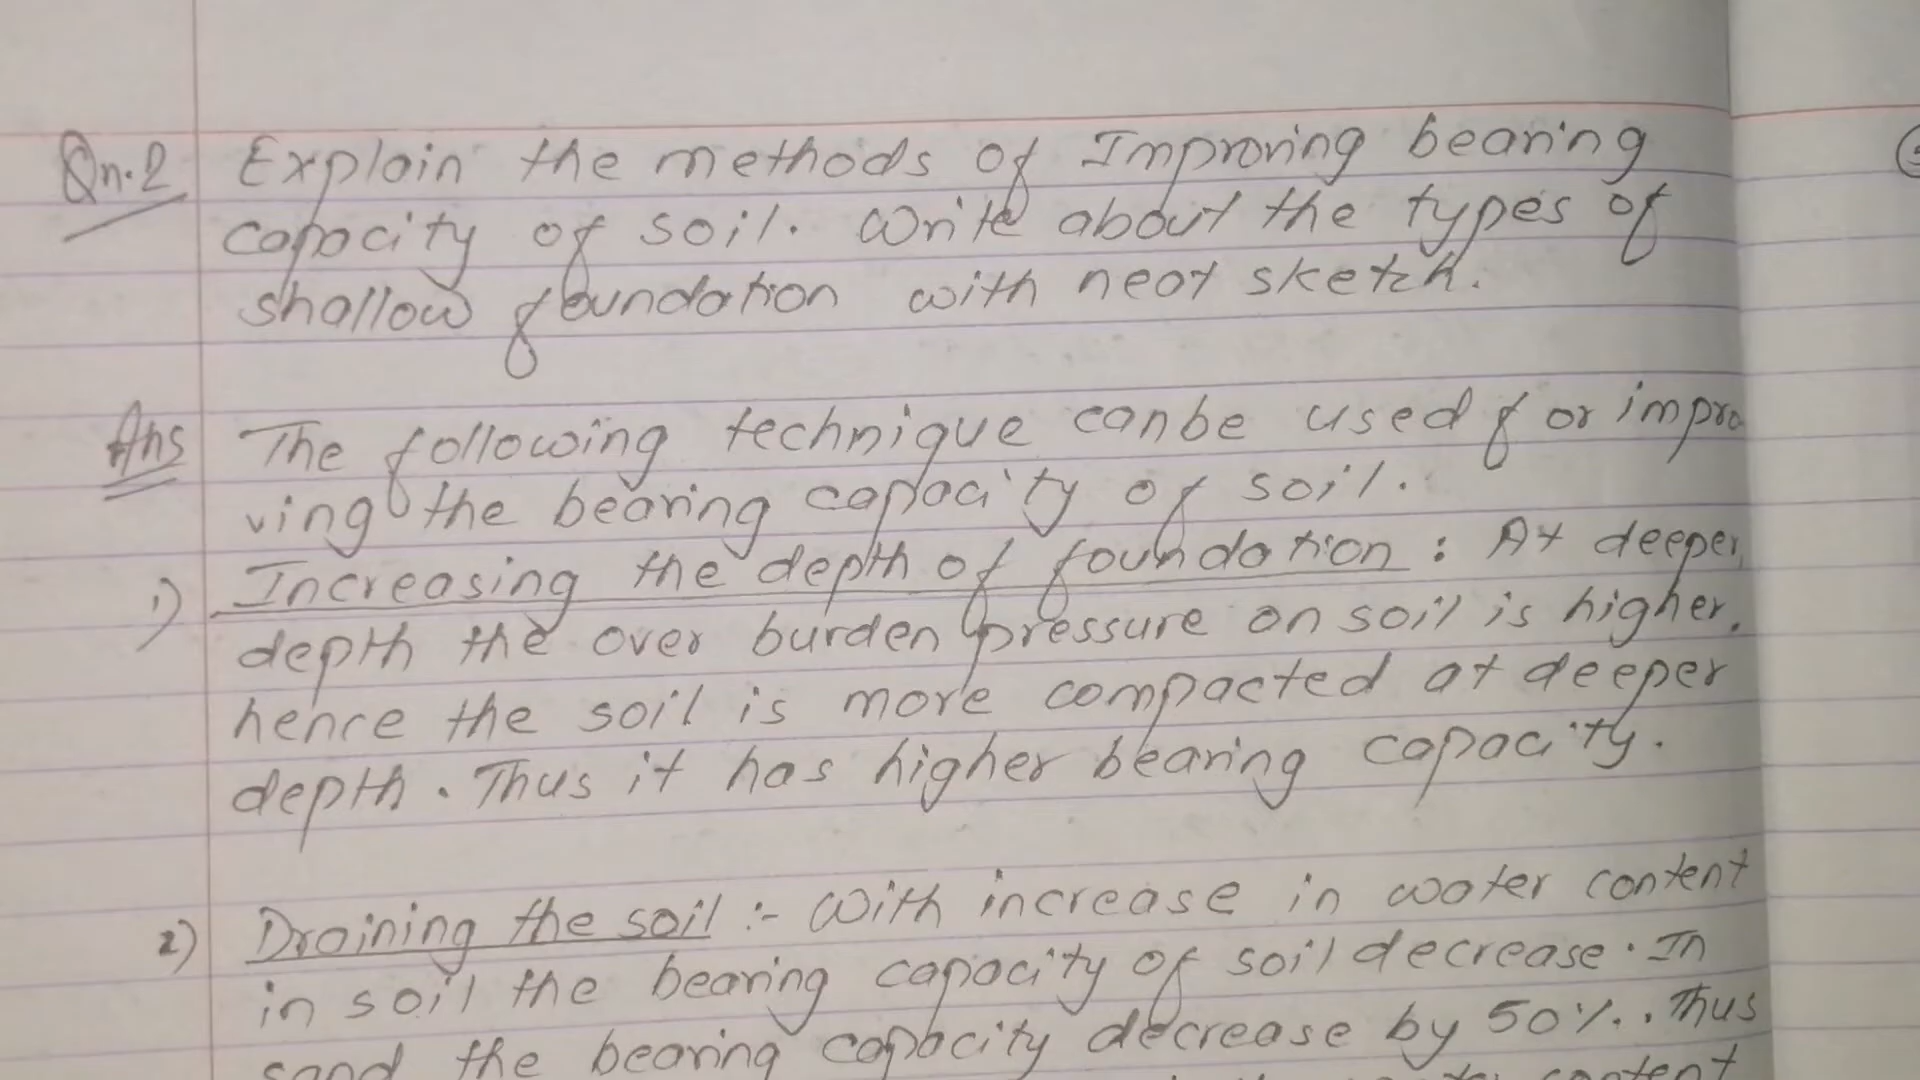 Qn.2 Explain the methods of Improving bearing
capacity of soil. Write about the types of
shallow foundation with neat sketch.
Ans The following technique can be used for impro
ving the bearing capacity of soil.
1) Increasing the depth of foundation : At deeper
depth the over burden pressure on soil is higher.
hence the soil is more compacted at deeper
depth. Thus it has higher bearing capacity.
2) Draining the soil :- With increase in water content
in soil the bearing capacity of soil decrease. In
sand the bearing capacity decrease by 50%. Thus
content